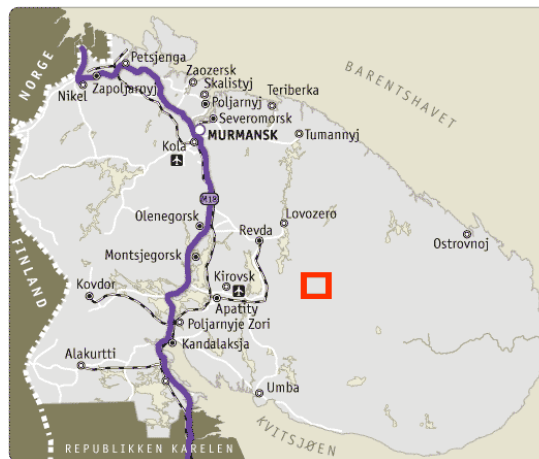 NORGE
Petsjenga
Zaozersk
Skalistyj
BARENTSHAVET
Zapoljarnyj
Nikel
Poljarnyj
Teriberka
Severomorsk
MURMANSK
Tumannyj
Kola
M18
Olenegorsk
Lovozero
Revda
Ostrovnoj
FINLAND
Montsjegorsk
Kirovsk
Kovdor
Apatity
Poljarnyje Zori
Kandalaksja
Alakurtti
Umba
KVITSJØEN
REPUBLIKKEN KARELEN